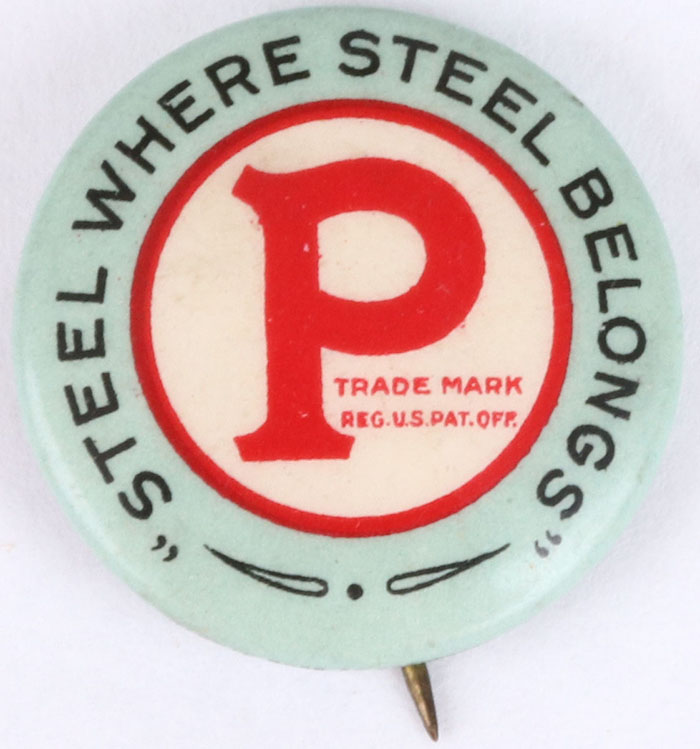 "STEEL WHERE STEEL BELONGS"
P
TRADE MARK
REG.U.S.PAT.OFF.